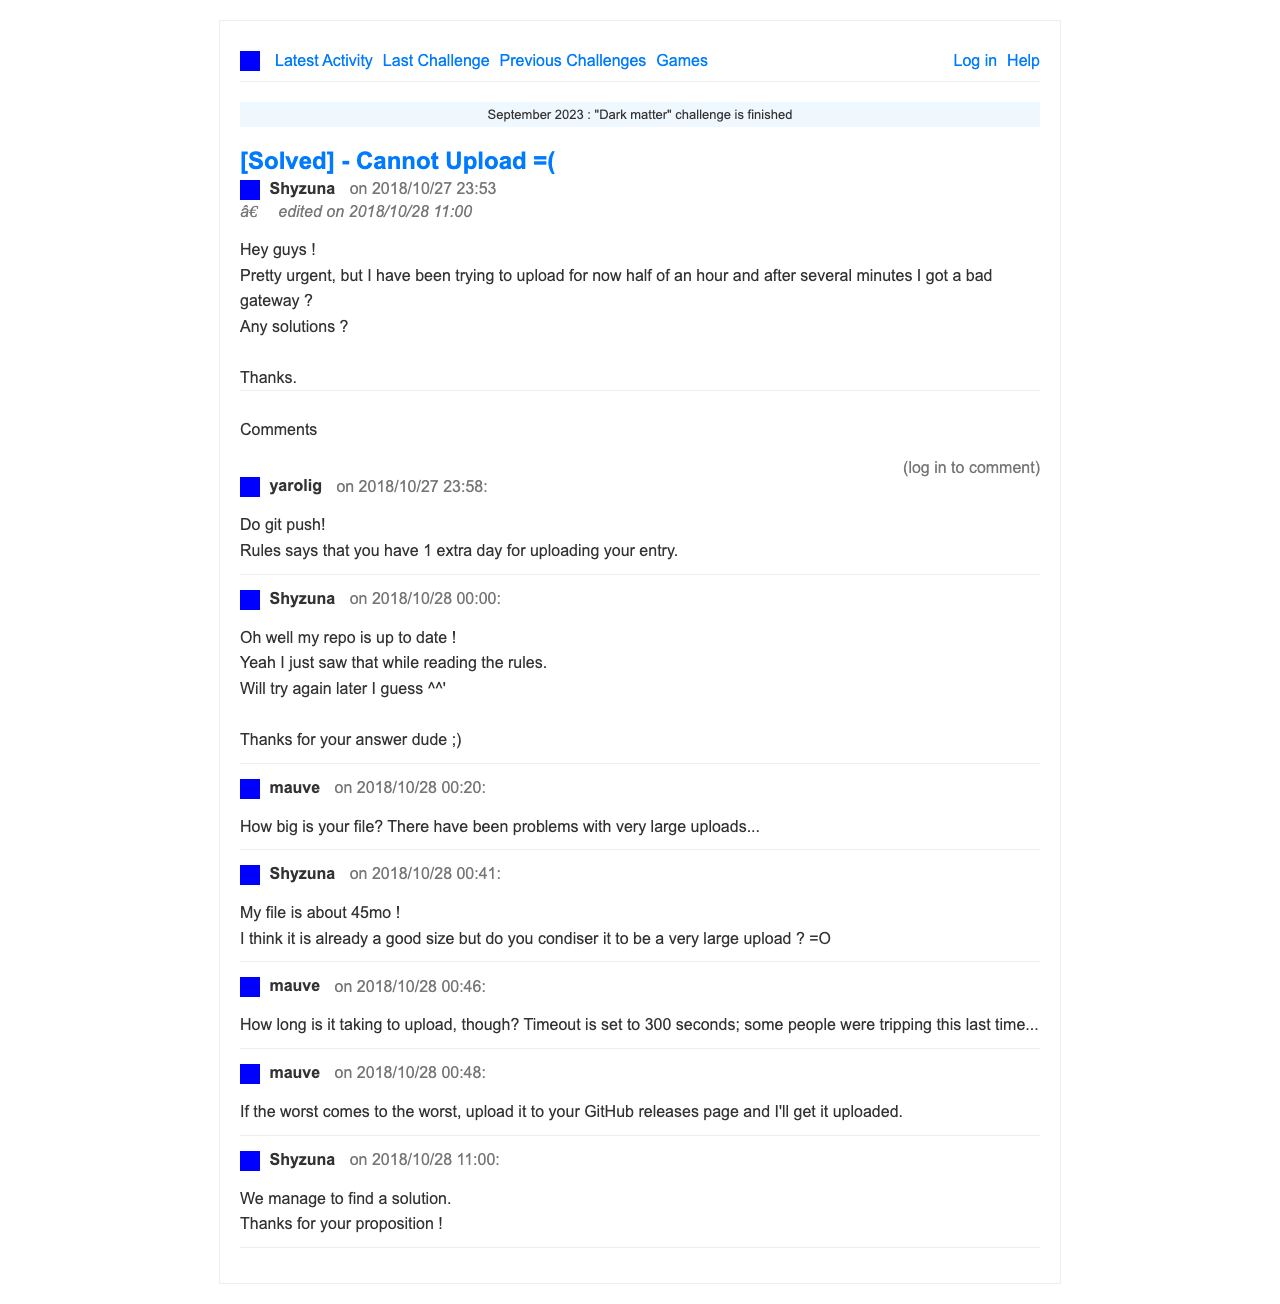 Latest Activity Last Challenge Previous Challenges Games Log in Help
September 2023 : "Dark matter" challenge is finished
[Solved] - Cannot Upload =(
Shyzuna on 2018/10/27 23:53
â€ edited on 2018/10/28 11:00
Hey guys !
Pretty urgent, but I have been trying to upload for now half of an hour and after several minutes I got a bad
gateway ?
Any solutions ?
Thanks.
Comments
(log in to comment)
yarolig on 2018/10/27 23:58:
Do git push!
Rules says that you have 1 extra day for uploading your entry.
Shyzuna on 2018/10/28 00:00:
Oh well my repo is up to date !
Yeah I just saw that while reading the rules.
Will try again later I guess ^^'
Thanks for your answer dude ;)
mauve on 2018/10/28 00:20:
How big is your file? There have been problems with very large uploads...
Shyzuna on 2018/10/28 00:41:
My file is about 45mo !
I think it is already a good size but do you condiser it to be a very large upload ? =O
mauve on 2018/10/28 00:46:
How long is it taking to upload, though? Timeout is set to 300 seconds; some people were tripping this last time...
mauve on 2018/10/28 00:48:
If the worst comes to the worst, upload it to your GitHub releases page and I'll get it uploaded.
Shyzuna on 2018/10/28 11:00:
We manage to find a solution.
Thanks for your proposition !